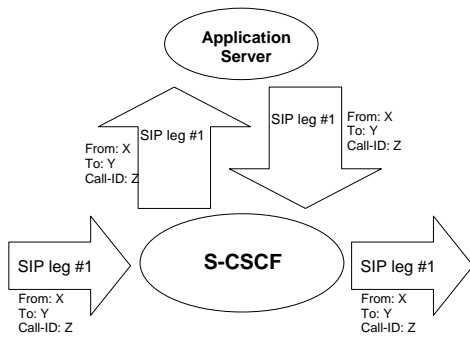 Application
Server
SIP leg #1
From: X
To: Y
Call-ID: Z
SIP leg #1
From: X
To: Y
Call-ID: Z
S-CSCF
SIP leg #1
From: X
To: Y
Call-ID: Z
SIP leg #1
From: X
To: Y
Call-ID: Z